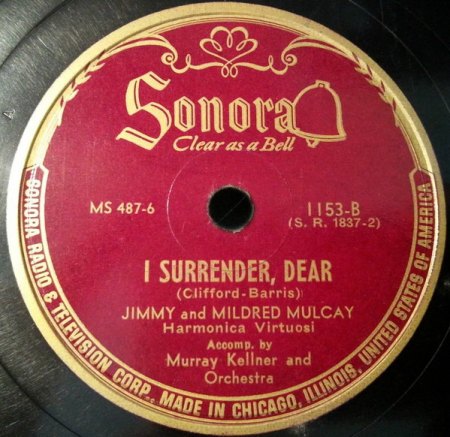 Sonora
Clear as a Bell
MS 487-6
1153-B
(S. R. 1837-2)
I SURRENDER, DEAR
(Clifford-Barris)
JIMMY and MILDRED MULCAY
Harmonica Virtuosi
Accomp. by
Murray Kellner and
Orchestra
SONORA RADIO & TELEVISION CORP., MADE IN CHICAGO, ILLINOIS, UNITED STATES OF AMERICA